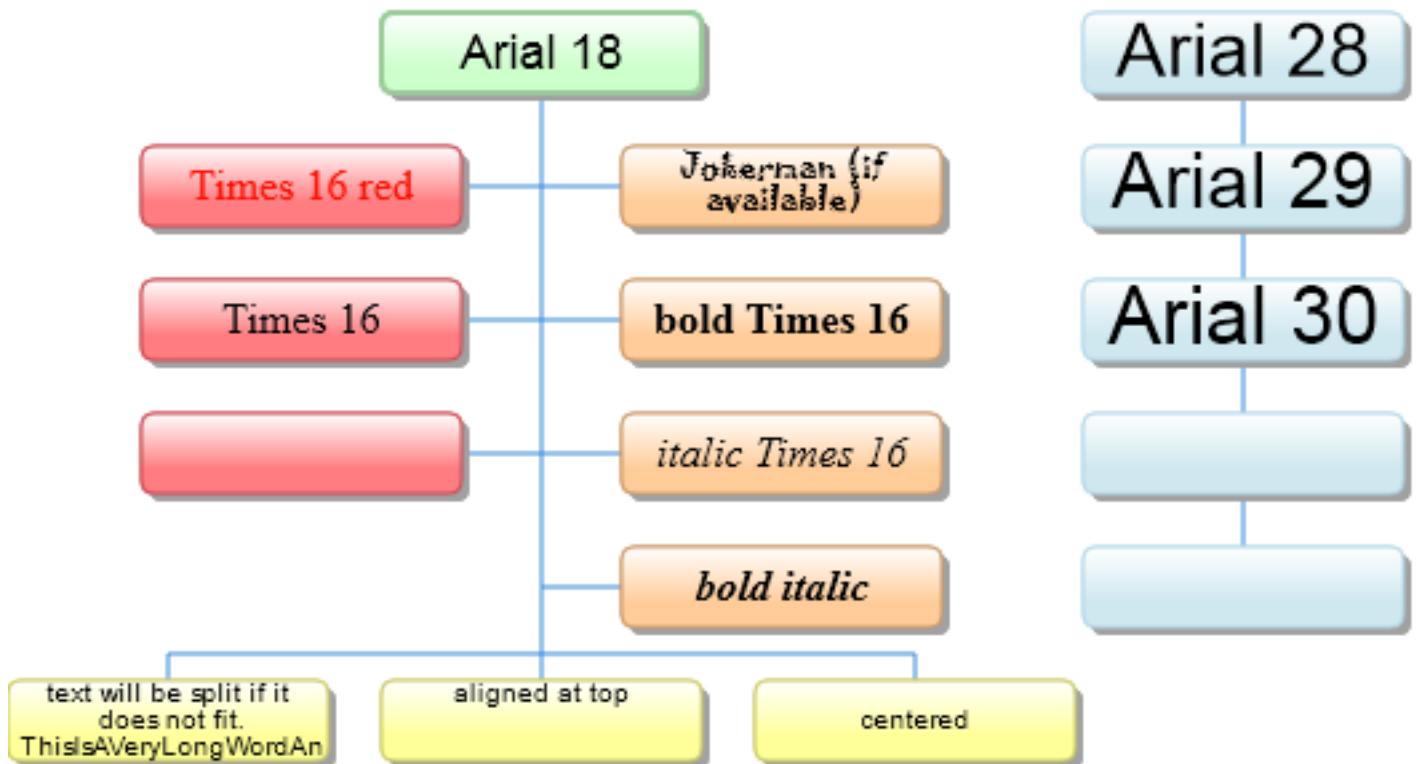 Arial 18
Arial 28
Times 16 red
Jokerman (if
available)
Arial 29
Times 16
bold Times 16
Arial 30
italic Times 16
bold italic
text will be split if it
does not fit.
ThisIsAVeryLongWordAn
aligned at top
centered